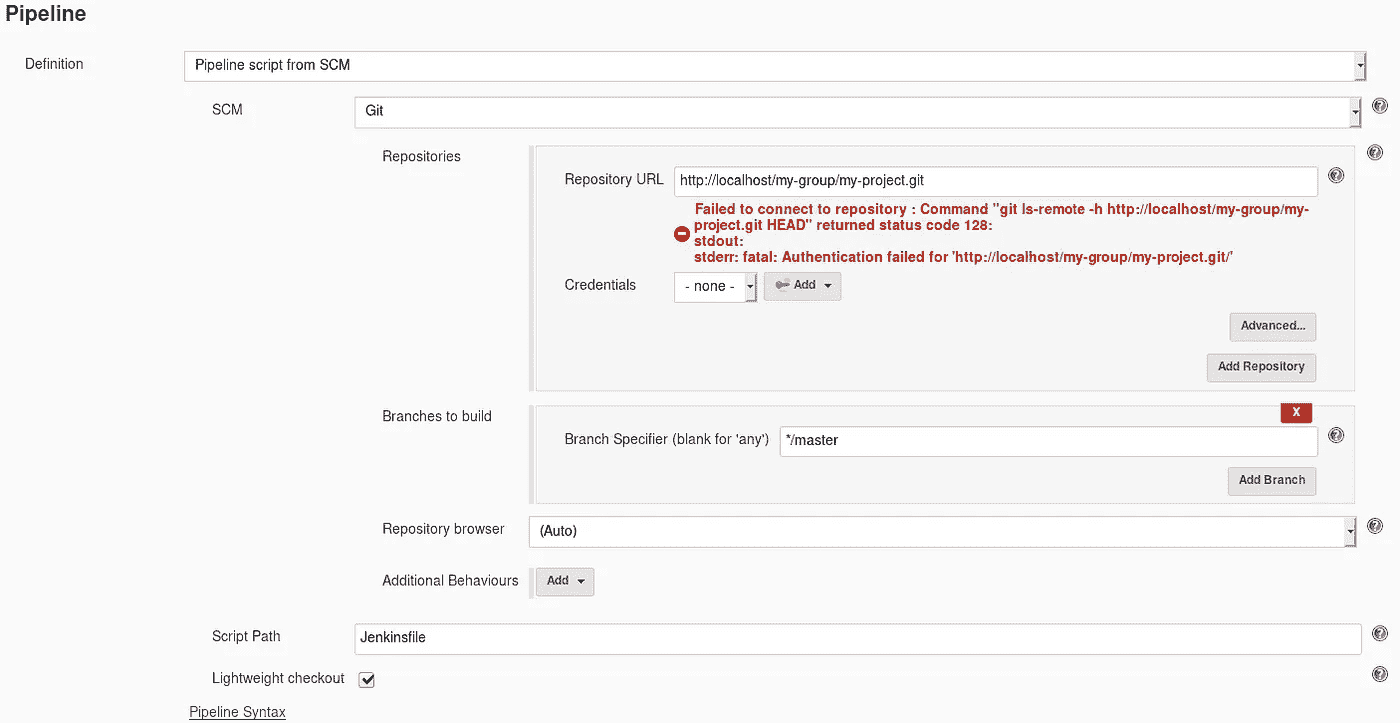 Pipeline
Definition
Pipeline script from SCM
SCM
Git
Repositories
Repository URL
http://localhost/my-group/my-project.git
Failed to connect to repository : Command "git ls-remote -h http://localhost/my-group/my-
project.git HEAD" returned status code 128:
stdout:
stderr: fatal: Authentication failed for 'http://localhost/my-group/my-project.git/'
Credentials
- none -
Add
Advanced...
Add Repository
Branches to build
X
Branch Specifier (blank for 'any')
*/master
Add Branch
Repository browser
(Auto)
Additional Behaviours
Add
Script Path
Jenkinsfile
Lightweight checkout
Pipeline Syntax